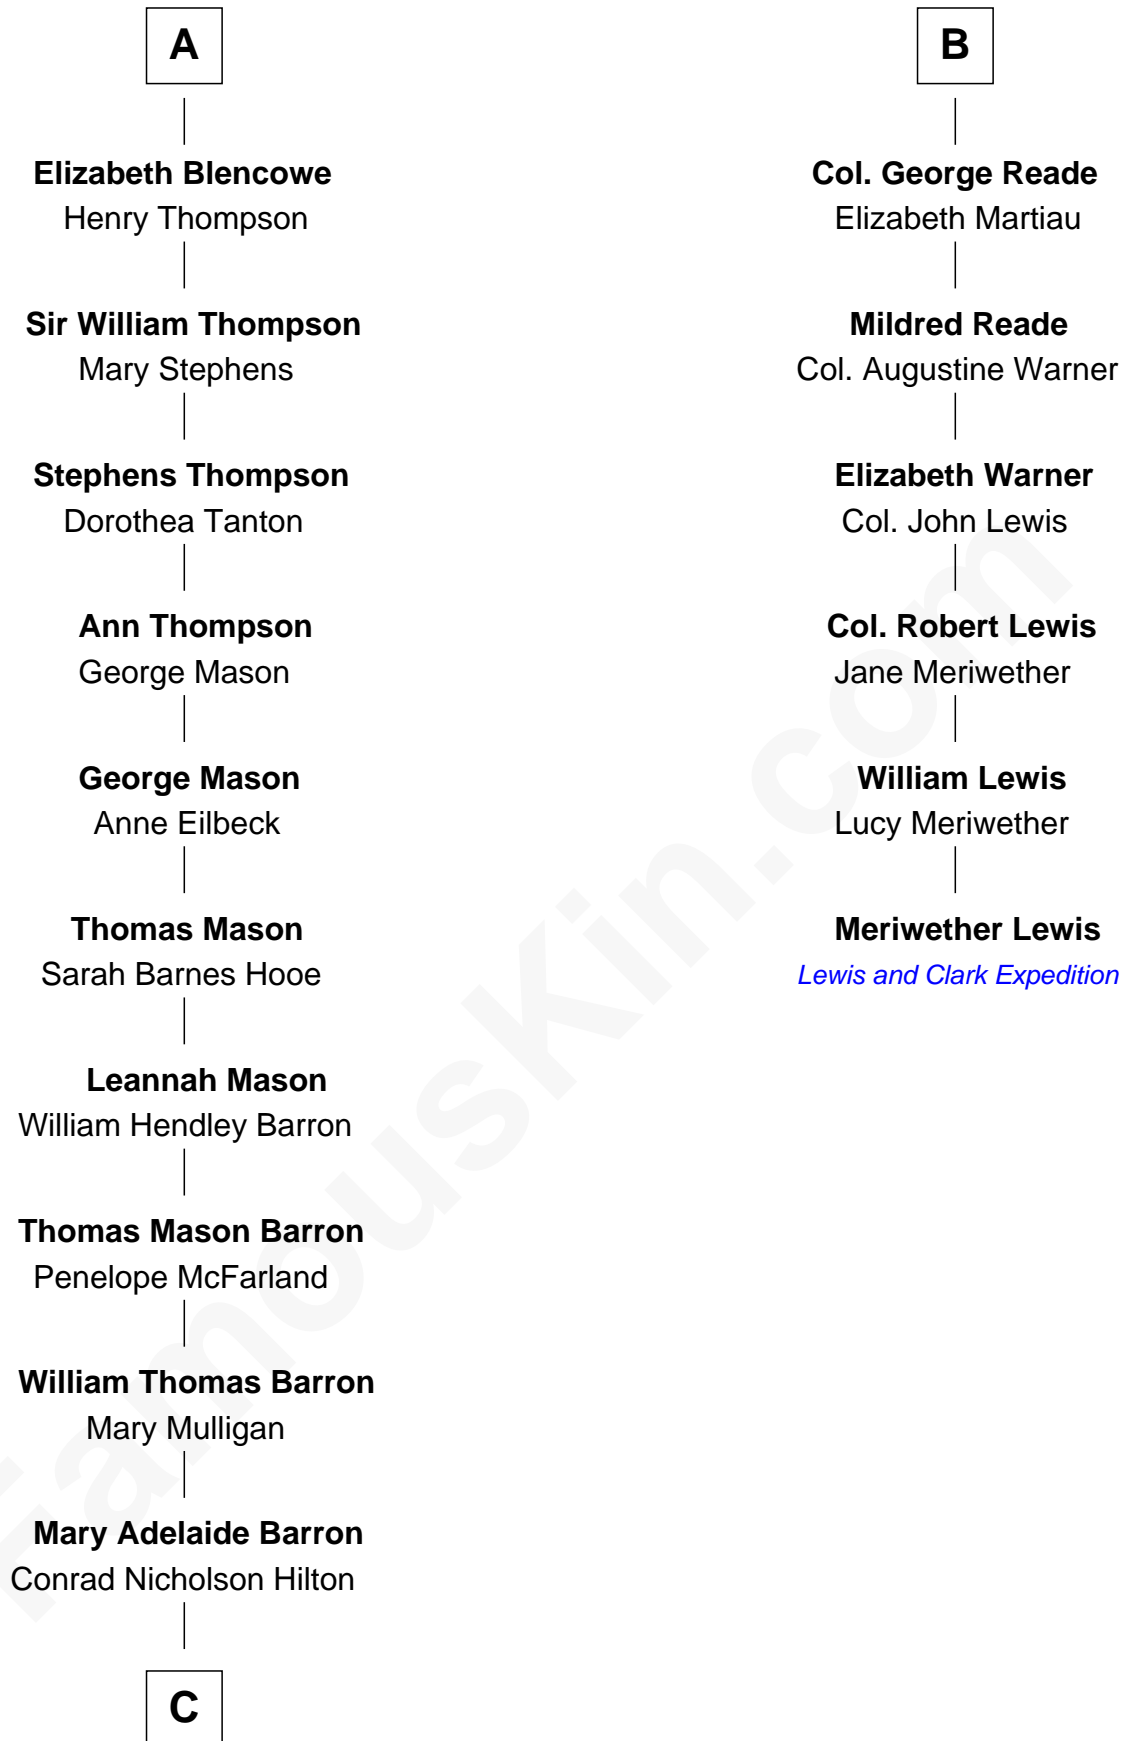 A
Elizabeth Blencowe
Henry Thompson
Sir William Thompson
Mary Stephens
Stephens Thompson
Dorothea Tanton
Ann Thompson
George Mason
George Mason
Anne Eilbeck
Thomas Mason
Sarah Barnes Hooe
Leannah Mason
William Hendley Barron
Thomas Mason Barron
Penelope McFarland
William Thomas Barron
Mary Mulligan
Mary Adelaide Barron
Conrad Nicholson Hilton
C
B
Col. George Reade
Elizabeth Martiau
Mildred Reade
Col. Augustine Warner
Elizabeth Warner
Col. John Lewis
Col. Robert Lewis
Jane Meriwether
William Lewis
Lucy Meriwether
Meriwether Lewis
Lewis and Clark Expedition
FamousKin.com